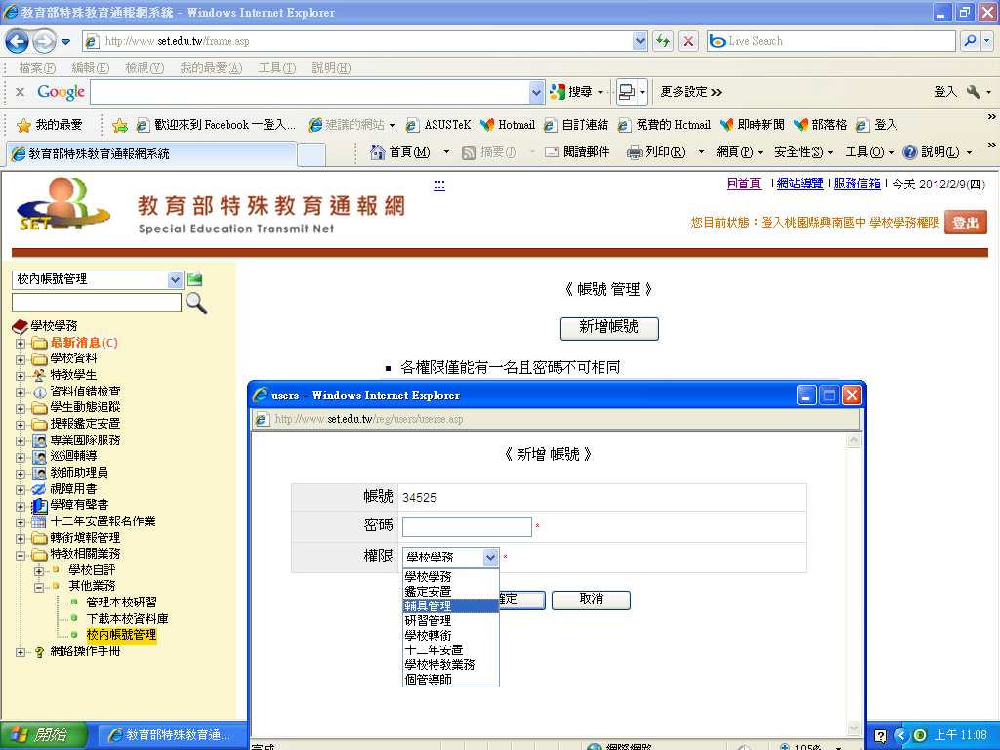 教育部特殊教育通報網系統 - Windows Internet Explorer
http://www.set.edu.tw/frame.asp
Live Search
檔案(F) 編輯(E) 檢視(V) 我的最愛(A) 工具(T) 說明(H)
x Google 搜尋 更多設定 >> 登入
我的最愛 歡迎來到 Facebook 一登入... 建議的網站 ASUSTeK Hotmail 自訂連結 免費的 Hotmail 即時新聞 部落格 登入 >>
教育部特殊教育通報網系統 首頁(M) 摘要(J) 閱讀郵件 列印(R) 網頁(P) 安全性(S) 工具(O) 說明(L) >>
SET 教育部特殊教育通報網
Special Education Transmit Net
:::
回首頁 | 網站導覽 | 服務信箱 | 今天 2012/2/9(四)
您目前狀態：登入桃園縣興南國中 學校學務權限 登出
校內帳號管理
學校學務
最新消息(C)
學校資料
特教學生
資料偵錯檢查
學生動態追蹤
提報鑑定安置
專業團隊服務
巡迴輔導
教師助理員
視障用書
學障有聲書
十二年安置報名作業
轉銜填報管理
特教相關業務
學校自評
其他業務
管理本校研習
下載本校資料庫
校內帳號管理
網路操作手冊
《 帳號 管理 》
新增帳號
▪ 各權限僅能有一名且密碼不可相同
users - Windows Internet Explorer
http://www.set.edu.tw/reg/users/userse.asp
《 新增 帳號 》
帳號 34525
密碼 *
權限 學校學務 *
學校學務
鑑定安置
輔具管理
研習管理
學校轉銜
十二年安置
學校特教業務
個管導師
確定 取消
完成 網際網路 105%
開始 教育部特殊教育通... 上午 11:08